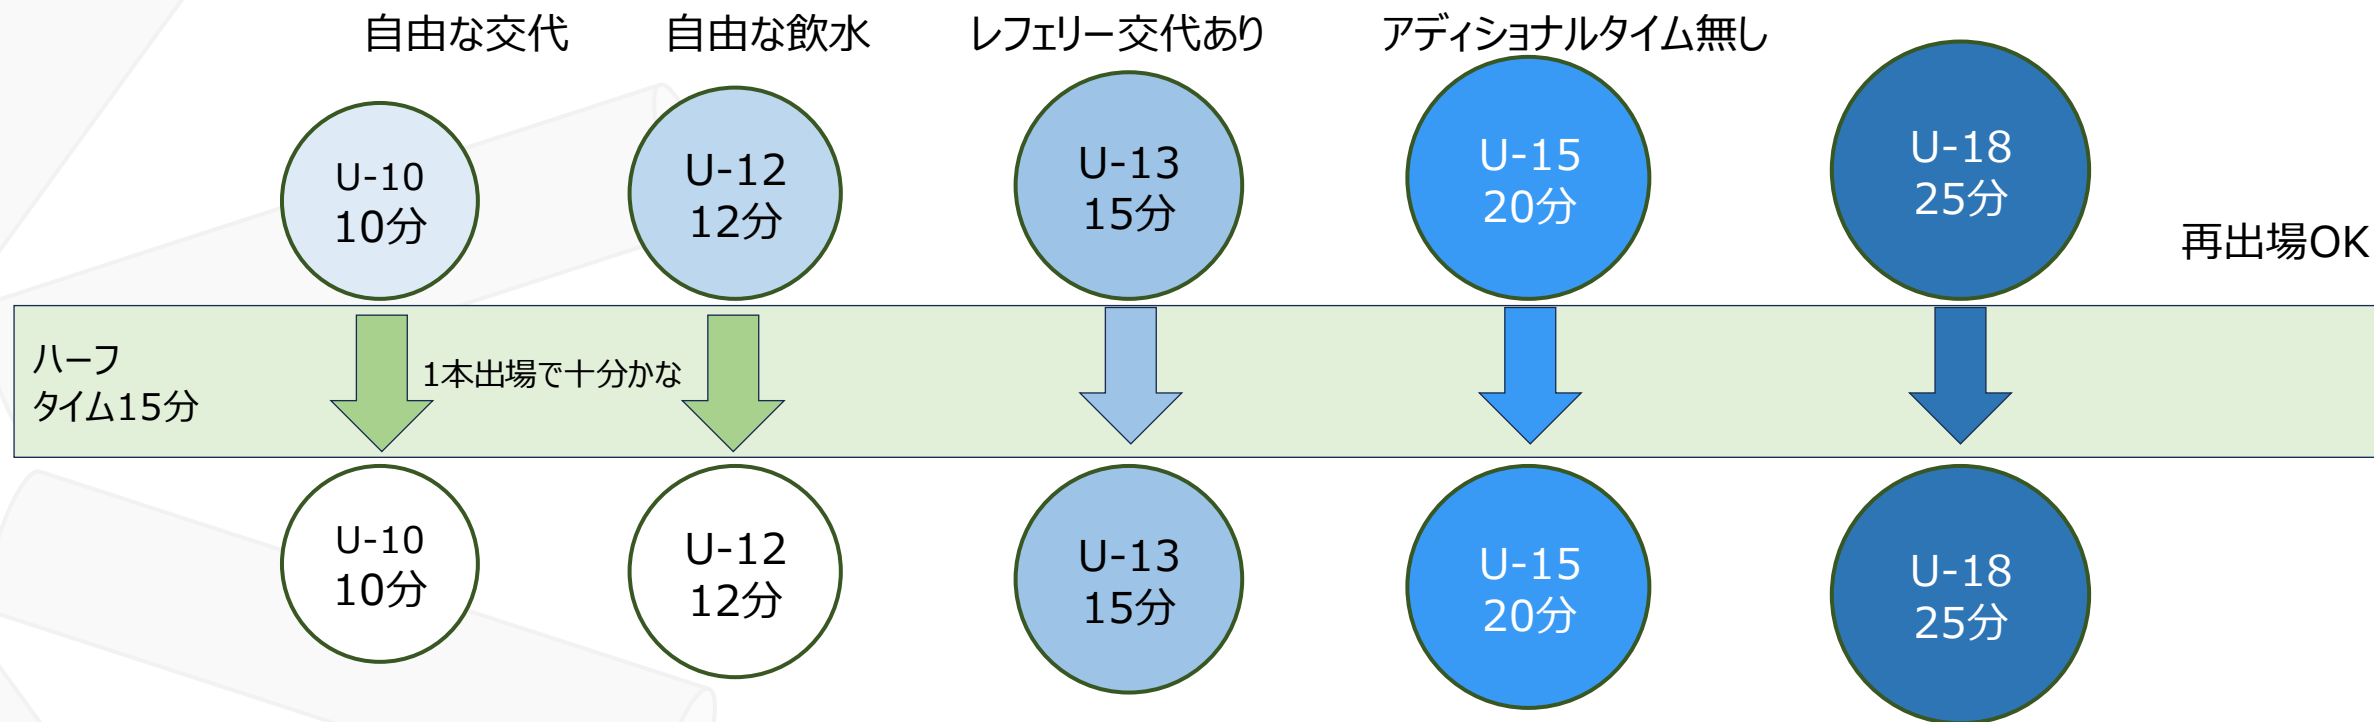 自由な交代
自由な飲水
レフェリー交代あり
アディショナルタイム無し
U-10
10分
U-12
12分
U-13
15分
U-15
20分
U-18
25分
再出場OK
ハーフ
タイム15分
1本出場で十分かな
U-10
10分
U-12
12分
U-13
15分
U-15
20分
U-18
25分